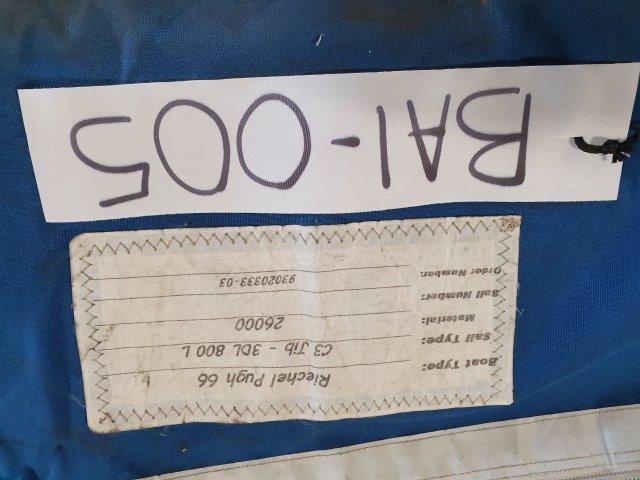 Boat Type: Riechel Pugh 66
Sail Type: C3 Jib - 3DL 800 L
Material: 26000
Sail Number:
Order Number: 93020333-03
BAI-005